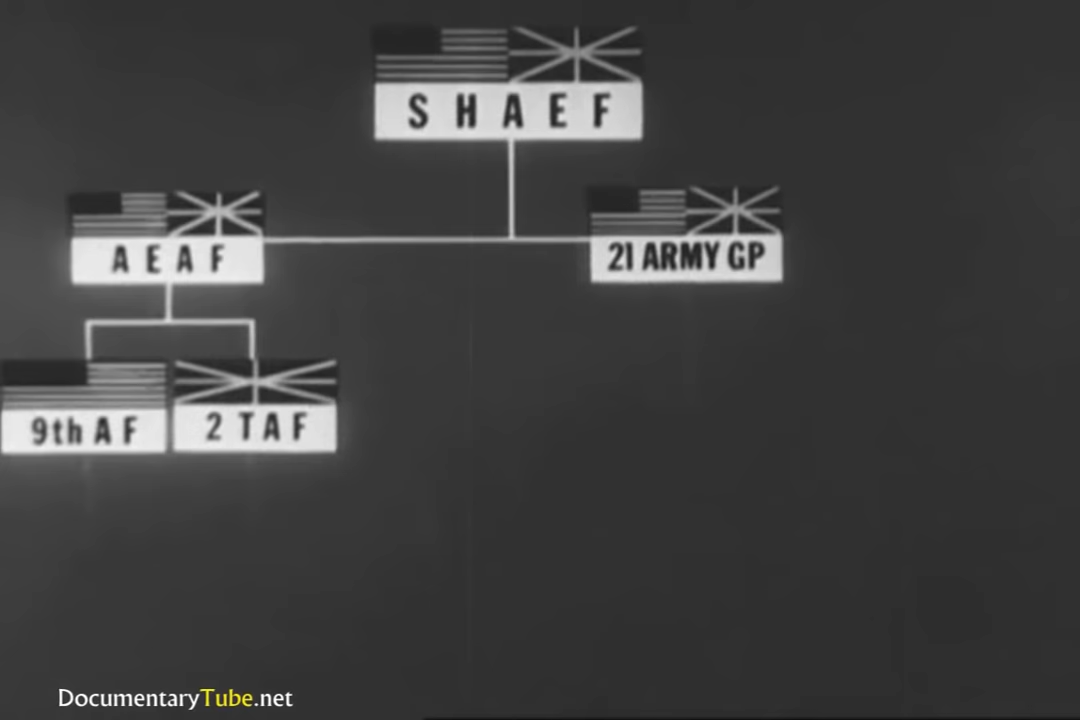 SHAEF
AEAF
21 ARMY GP
9th AF
2 TAF
DocumentaryTube.net